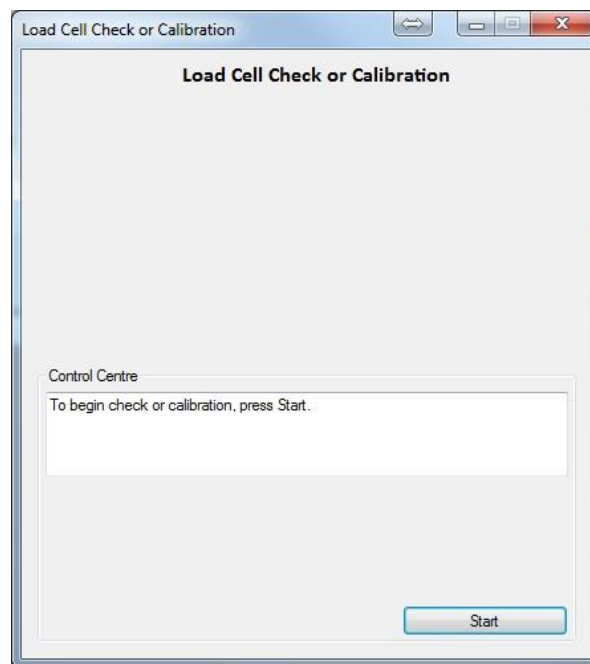 Load Cell Check or Calibration
Load Cell Check or Calibration
Control Centre
To begin check or calibration, press Start.
Start